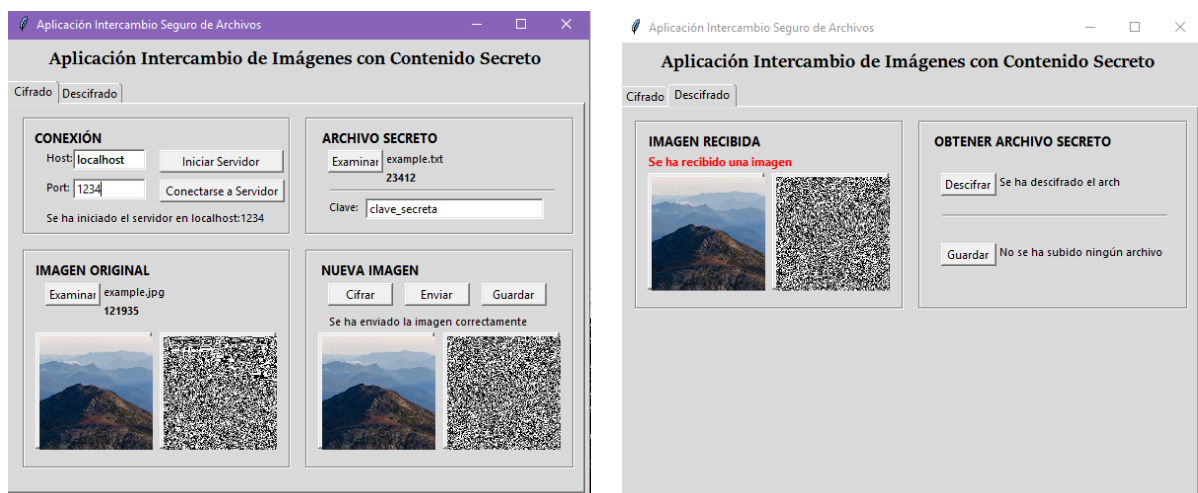 Aplicación Intercambio Seguro de Archivos
Aplicación Intercambio de Imágenes con Contenido Secreto
Cifrado Descifrado
CONEXIÓN
Host: localhost Iniciar Servidor
Port: 1234 Conectarse a Servidor
Se ha iniciado el servidor en localhost:1234
ARCHIVO SECRETO
Examinar example.txt
23412
Clave: clave_secreta
IMAGEN ORIGINAL
Examinar example.jpg
121935
NUEVA IMAGEN
Cifrar Enviar Guardar
Se ha enviado la imagen correctamente
Aplicación Intercambio Seguro de Archivos
Aplicación Intercambio de Imágenes con Contenido Secreto
Cifrado Descifrado
IMAGEN RECIBIDA
Se ha recibido una imagen
OBTENER ARCHIVO SECRETO
Descifrar Se ha descifrado el arch
Guardar No se ha subido ningún archivo